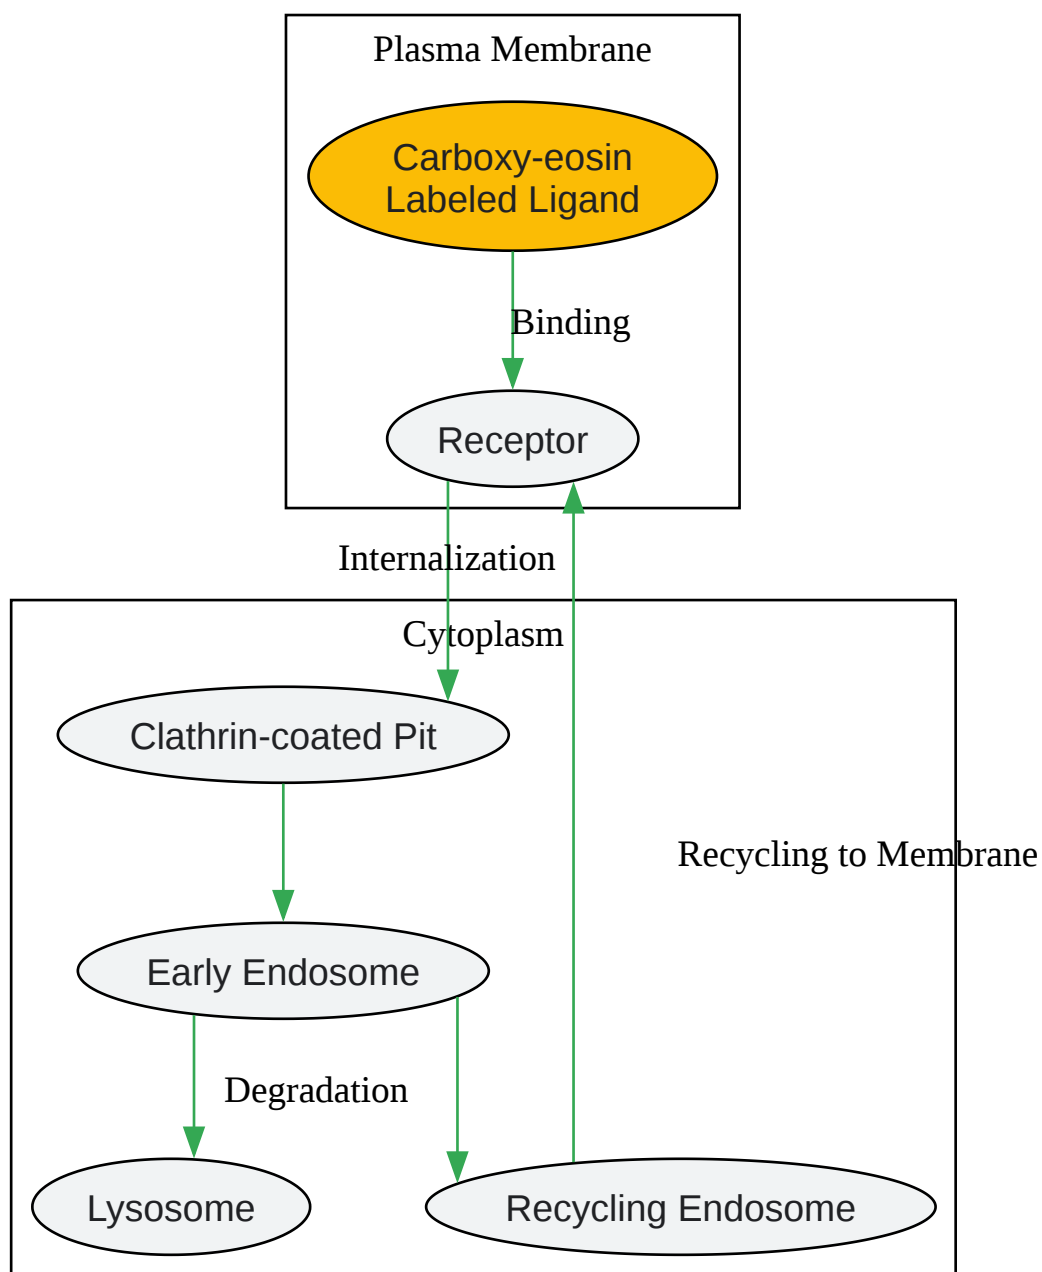 Plasma Membrane
Carboxy-eosin
Labeled Ligand
Binding
Receptor
Internalization
Cytoplasm
Clathrin-coated Pit
Recycling to Membrane
Early Endosome
Degradation
Lysosome
Recycling Endosome